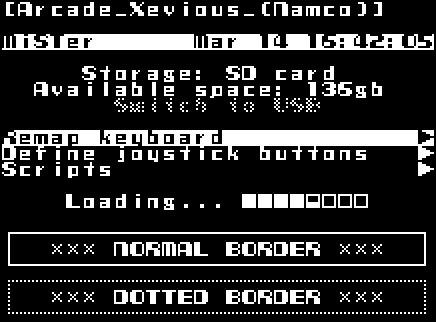 [Arcade_Xevious_(Namco)]
MiSTer Mar 14 15:42:05
Storage: SD card
Available space: 136gb
Switch to USB
Remap keyboard
Define joystick buttons
Scripts
Loading...
××× NORMAL BORDER ×××
××× DOTTED BORDER ×××